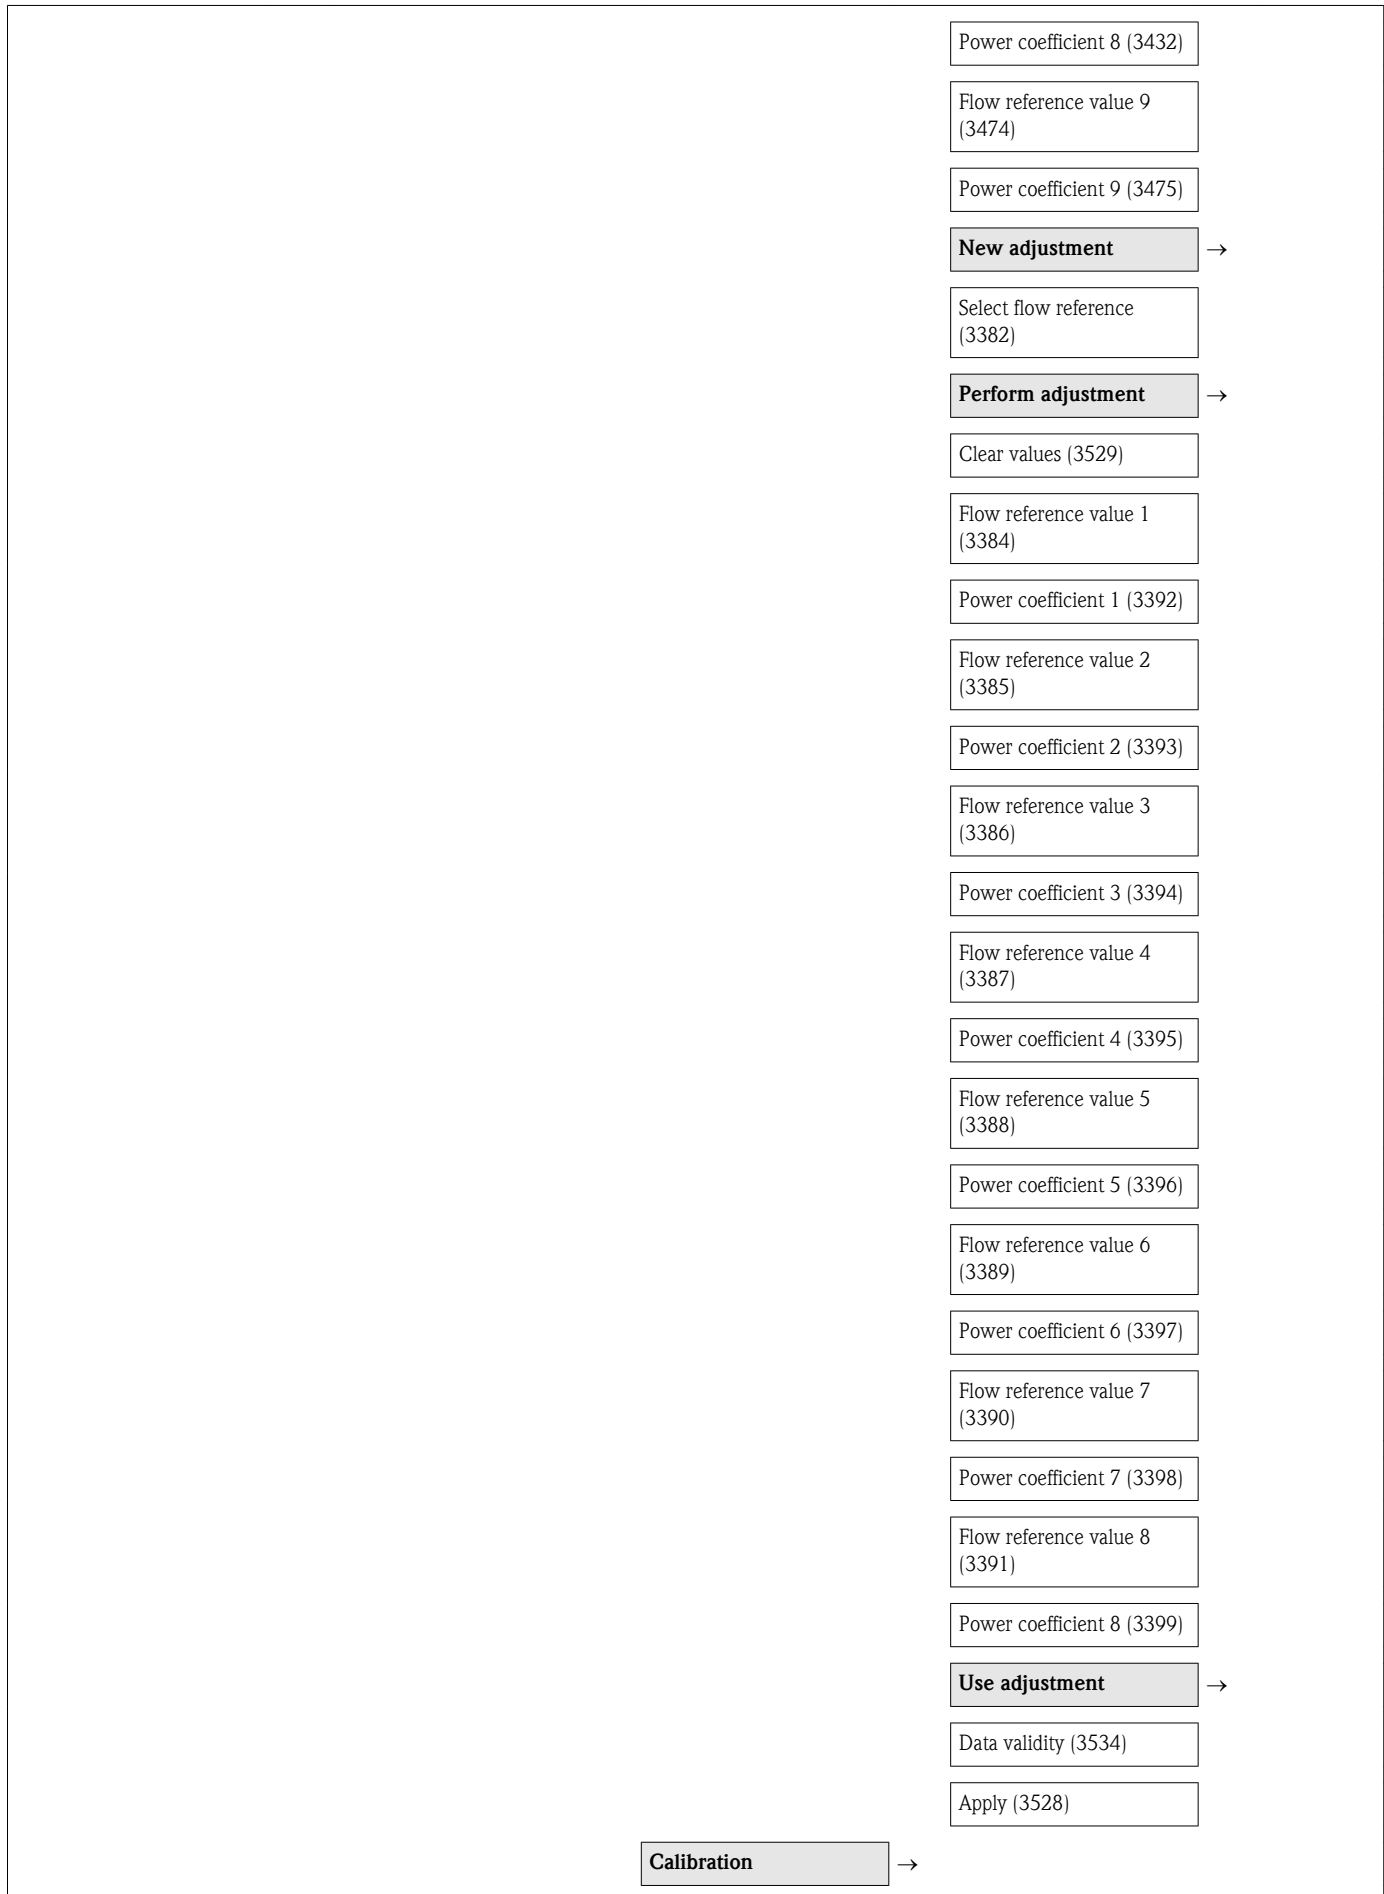 Power coefficient 8 (3432)
Flow reference value 9
(3474)
Power coefficient 9 (3475)
New adjustment →
Select flow reference
(3382)
Perform adjustment →
Clear values (3529)
Flow reference value 1
(3384)
Power coefficient 1 (3392)
Flow reference value 2
(3385)
Power coefficient 2 (3393)
Flow reference value 3
(3386)
Power coefficient 3 (3394)
Flow reference value 4
(3387)
Power coefficient 4 (3395)
Flow reference value 5
(3388)
Power coefficient 5 (3396)
Flow reference value 6
(3389)
Power coefficient 6 (3397)
Flow reference value 7
(3390)
Power coefficient 7 (3398)
Flow reference value 8
(3391)
Power coefficient 8 (3399)
Use adjustment →
Data validity (3534)
Apply (3528)
Calibration →